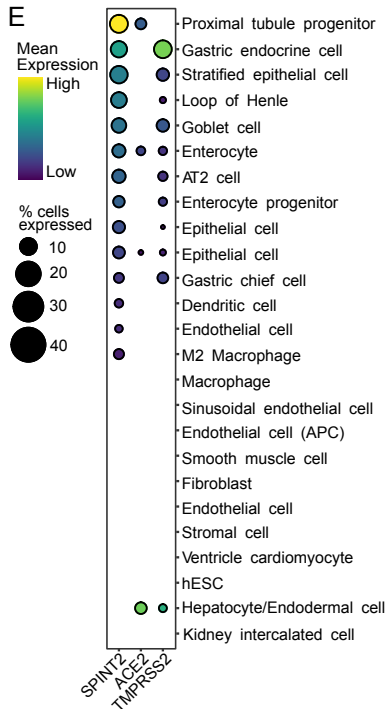 E
Mean
Expression
High
Low
% cells
expressed
10
20
30
40
Proximal tubule progenitor
Gastric endocrine cell
Stratified epithelial cell
Loop of Henle
Goblet cell
Enterocyte
AT2 cell
Enterocyte progenitor
Epithelial cell
Epithelial cell
Gastric chief cell
Dendritic cell
Endothelial cell
M2 Macrophage
Macrophage
Sinusoidal endothelial cell
Endothelial cell (APC)
Smooth muscle cell
Fibroblast
Endothelial cell
Stromal cell
Ventricle cardiomyocyte
hESC
Hepatocyte/Endodermal cell
Kidney intercalated cell
SPINT2
ACE2
TMPRSS2